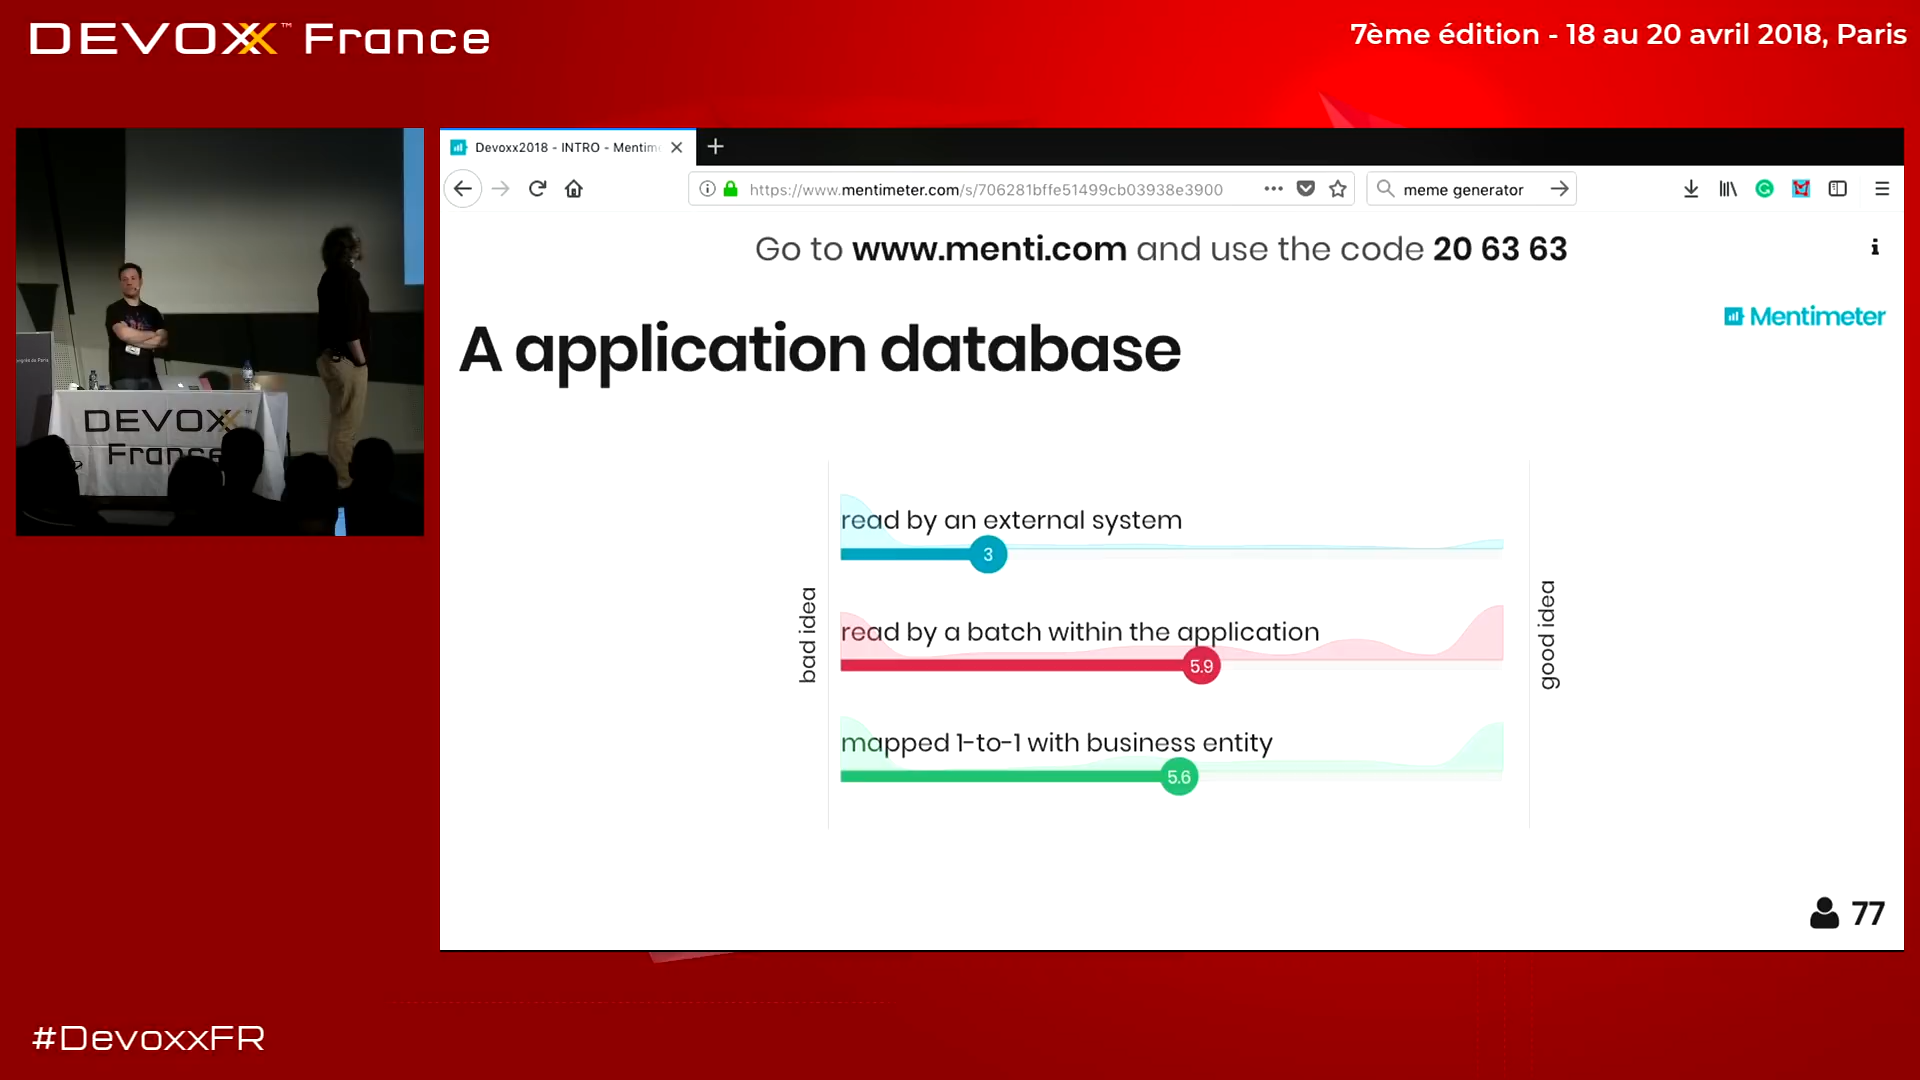 DEVOXX™ France
7ème édition - 18 au 20 avril 2018, Paris
Devoxx2018 - INTRO - Mentim
https://www.mentimeter.com/s/706281bffe51499cb03938e3900
meme generator
Go to www.menti.com and use the code 20 63 63
Mentimeter
A application database
read by an external system
3
bad idea
good idea
read by a batch within the application
5.9
mapped 1-to-1 with business entity
5.6
77
DEVOXX™
France
#DevoxxFR